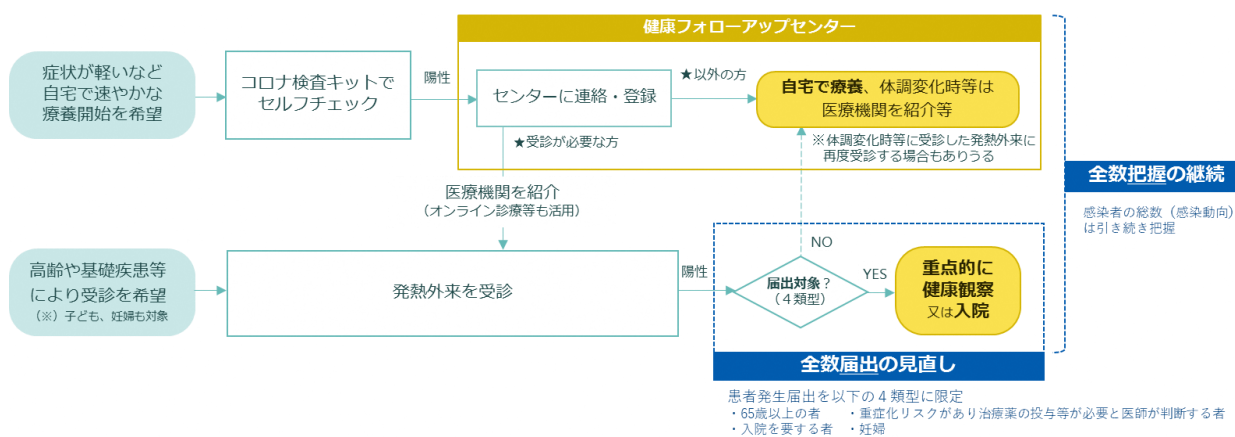 健康フォローアップセンター
症状が軽いなど
自宅で速やかな
療養開始を希望
コロナ検査キットで
セルフチェック
陽性
センターに連絡・登録
★以外の方
自宅で療養、体調変化時等は
医療機関を紹介等
★受診が必要な方
※体調変化時等に受診した発熱外来に
再度受診する場合もありうる
全数把握の継続
感染者の総数（感染動向）
は引き続き把握
医療機関を紹介
（オンライン診療等も活用）
高齢や基礎疾患等
により受診を希望
（※）子ども、妊婦も対象
発熱外来を受診
陽性
届出対象？
（４類型）
NO
YES
重点的に
健康観察
又は入院
全数届出の見直し
患者発生届出を以下の４類型に限定
・65歳以上の者　・重症化リスクがあり治療薬の投与等が必要と医師が判断する者
・入院を要する者　・妊婦